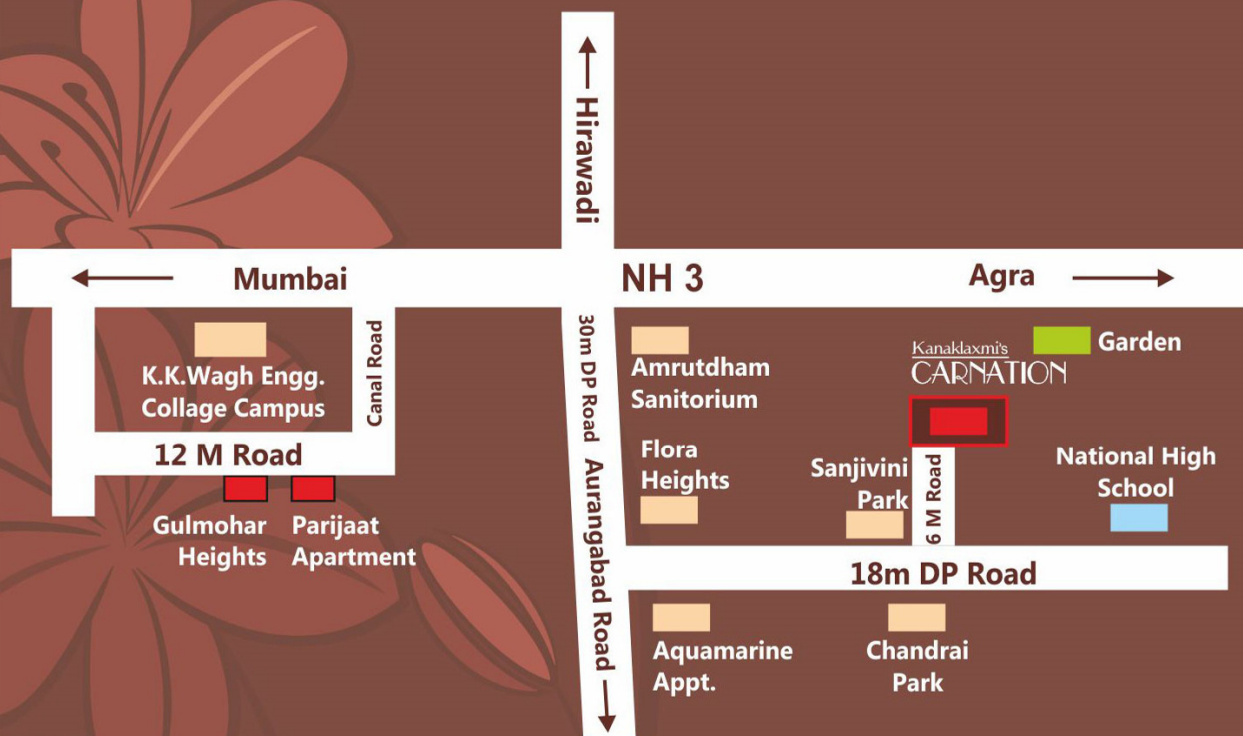 Hirawadi
Mumbai
NH 3
Agra
K.K.Wagh Engg.
Collage Campus
Canal Road
12 M Road
Gulmohar
Heights
Parijaat
Apartment
30m DP Road
Aurangabad Road
Amrutdham
Sanitorium
Flora
Heights
Kanaklaxmi's
CARNATION
Garden
Sanjivini
Park
6 M Road
National High
School
18m DP Road
Aquamarine
Appt.
Chandrai
Park